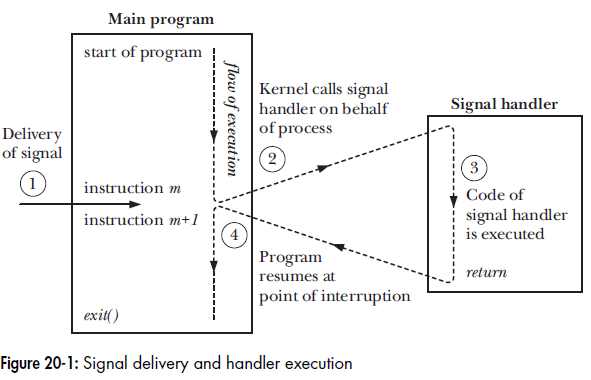 Main program
start of program
flow of execution
Kernel calls signal
handler on behalf
of process
2
Signal handler
Delivery
of signal
1
3
Code of
signal handler
is executed
return
instruction m
instruction m+1
4
Program
resumes at
point of interruption
exit()
Figure 20-1: Signal delivery and handler execution